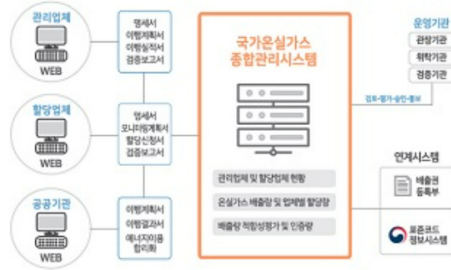 관리업체
WEB
명세서
이행계획서
이행실적서
검증보고서
할당업체
WEB
명세서
모니터링계획서
할당신청서
검증보고서
공공기관
WEB
이행계획서
이행결과서
에너지이용
합리화
국가온실가스
종합관리시스템
관리업체 및 할당업체 현황
온실가스 배출량 및 업체별 할당량
배출량 적합성평가 및 인증량
운영기관
관장기관
위탁기관
검증기관
검토·평가·승인·통보
연계시스템
배출권
등록부
표준코드
정보시스템